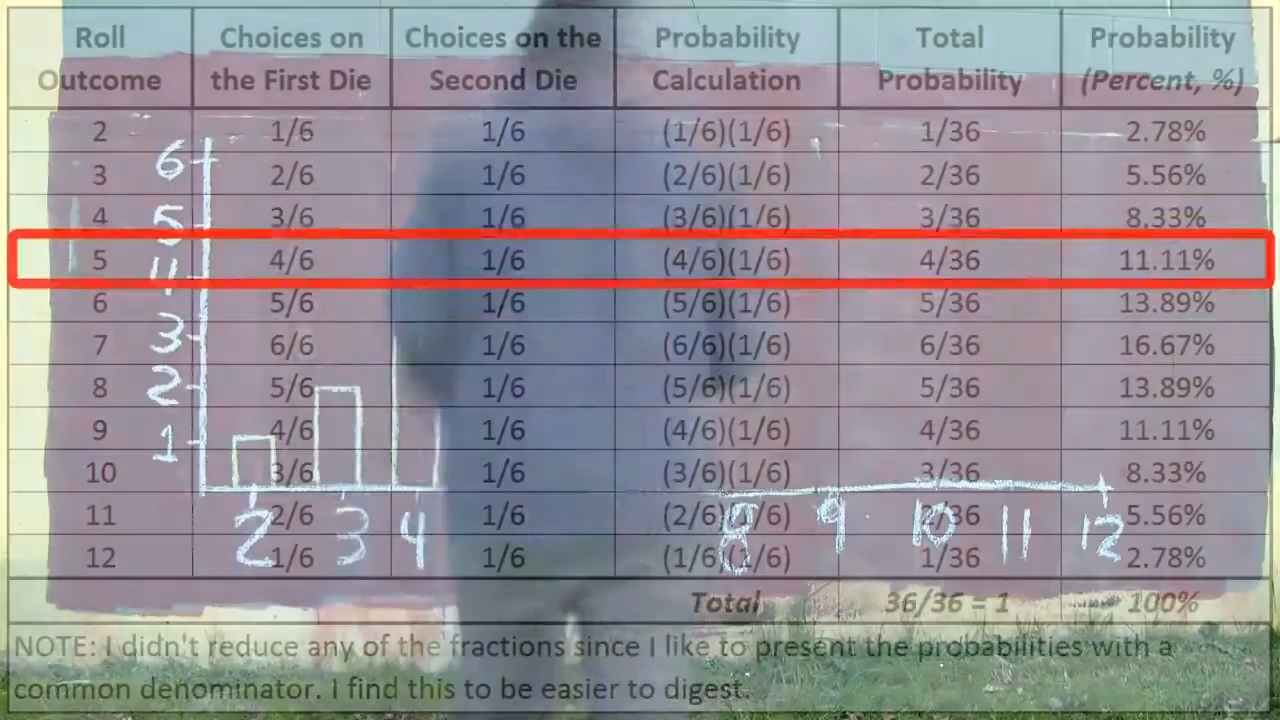 Roll Outcome Choices on the First Die Choices on the Second Die Probability Calculation Total Probability Probability (Percent, %)
2 1/6 1/6 (1/6)(1/6) 1/36 2.78%
3 2/6 1/6 (2/6)(1/6) 2/36 5.56%
4 3/6 1/6 (3/6)(1/6) 3/36 8.33%
5 4/6 1/6 (4/6)(1/6) 4/36 11.11%
6 5/6 1/6 (5/6)(1/6) 5/36 13.89%
7 6/6 1/6 (6/6)(1/6) 6/36 16.67%
8 5/6 1/6 (5/6)(1/6) 5/36 13.89%
9 4/6 1/6 (4/6)(1/6) 4/36 11.11%
10 3/6 1/6 (3/6)(1/6) 3/36 8.33%
11 2/6 1/6 (2/6)(1/6) 2/36 5.56%
12 1/6 1/6 (1/6)(1/6) 1/36 2.78%
Total 36/36 = 1 100%
NOTE: I didn't reduce any of the fractions since I like to present the probabilities with a
common denominator. I find this to be easier to digest.
6
5
3
2
1
2 3 4 8 9 10 11 12